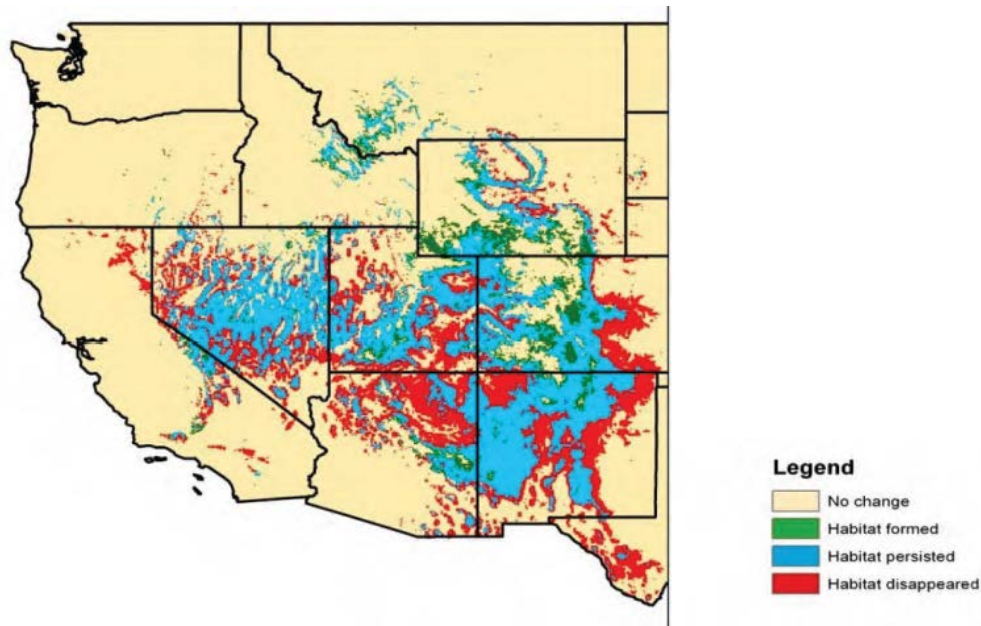 Legend
No change
Habitat formed
Habitat persisted
Habitat disappeared